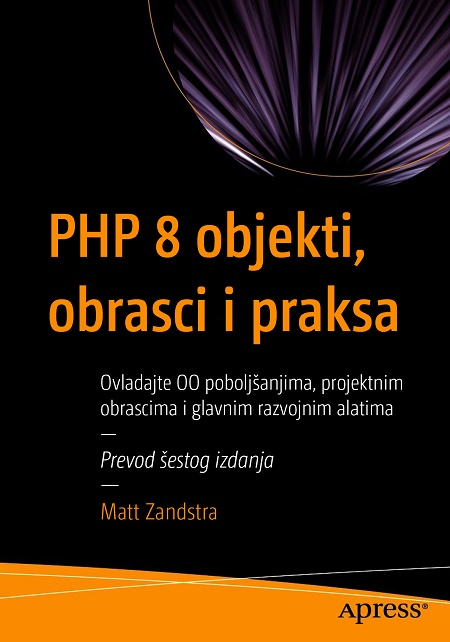 PHP 8 objekti,
obrasci i praksa
Ovladajte OO poboljšanjima, projektnim
obrascima i glavnim razvojnim alatima
—
Prevod šestog izdanja
—
Matt Zandstra
Apress®